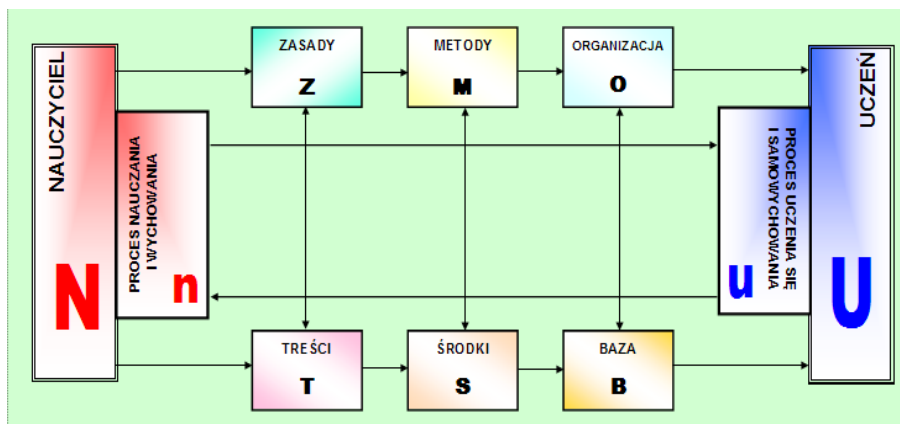 NAUCZYCIEL
N
PROCES NAUCZANIA
I WYCHOWANIA
n
ZASADY
Z
METODY
M
ORGANIZACJA
O
TREŚCI
T
ŚRODKI
S
BAZA
B
PROCES UCZENIA SIĘ
I SAMOWYCHOWANIA
u
UCZEŃ
U